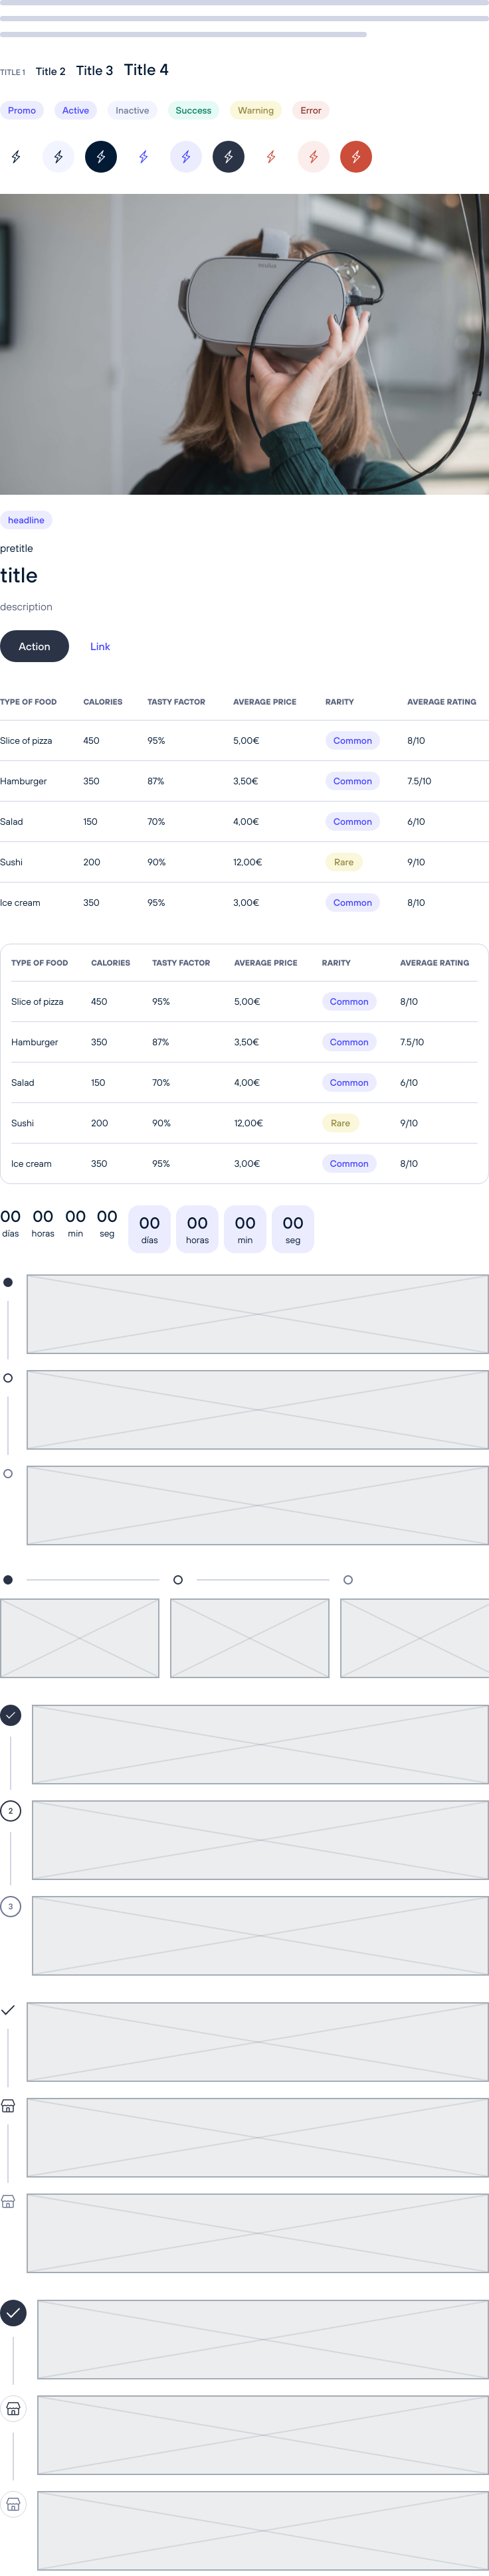 TITLE 1 Title 2 Title 3 Title 4
Promo Active Inactive Success Warning Error
oculus
headline
pretitle
title
description
Action Link
TYPE OF FOOD CALORIES TASTY FACTOR AVERAGE PRICE RARITY AVERAGE RATING
Slice of pizza 450 95% 5,00€ Common 8/10
Hamburger 350 87% 3,50€ Common 7.5/10
Salad 150 70% 4,00€ Common 6/10
Sushi 200 90% 12,00€ Rare 9/10
Ice cream 350 95% 3,00€ Common 8/10
TYPE OF FOOD CALORIES TASTY FACTOR AVERAGE PRICE RARITY AVERAGE RATING
Slice of pizza 450 95% 5,00€ Common 8/10
Hamburger 350 87% 3,50€ Common 7.5/10
Salad 150 70% 4,00€ Common 6/10
Sushi 200 90% 12,00€ Rare 9/10
Ice cream 350 95% 3,00€ Common 8/10
00 00 00 00 00 00 00 00
días horas min seg días horas min seg
2
3